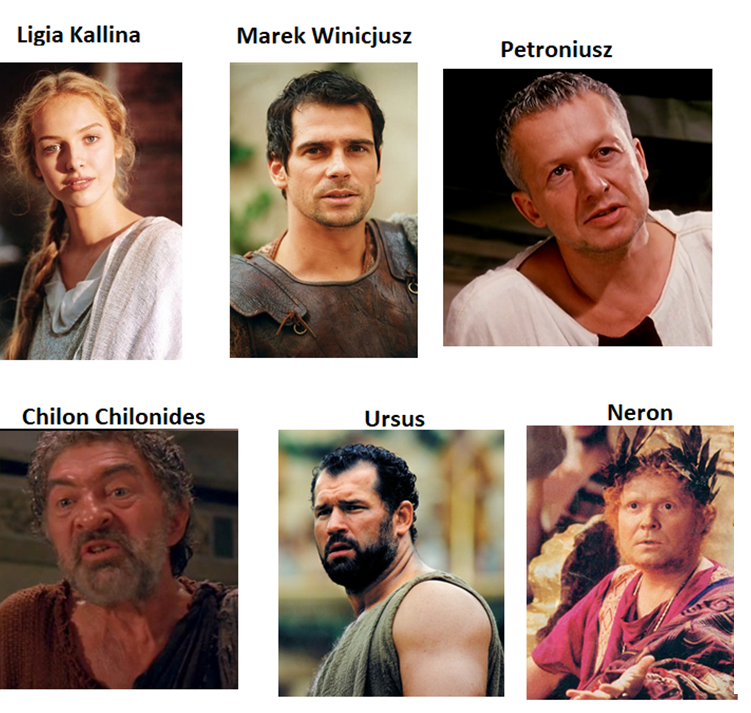 Ligia Kallina
Marek Winicjusz
Petroniusz
Chilon Chilonides
Ursus
Neron